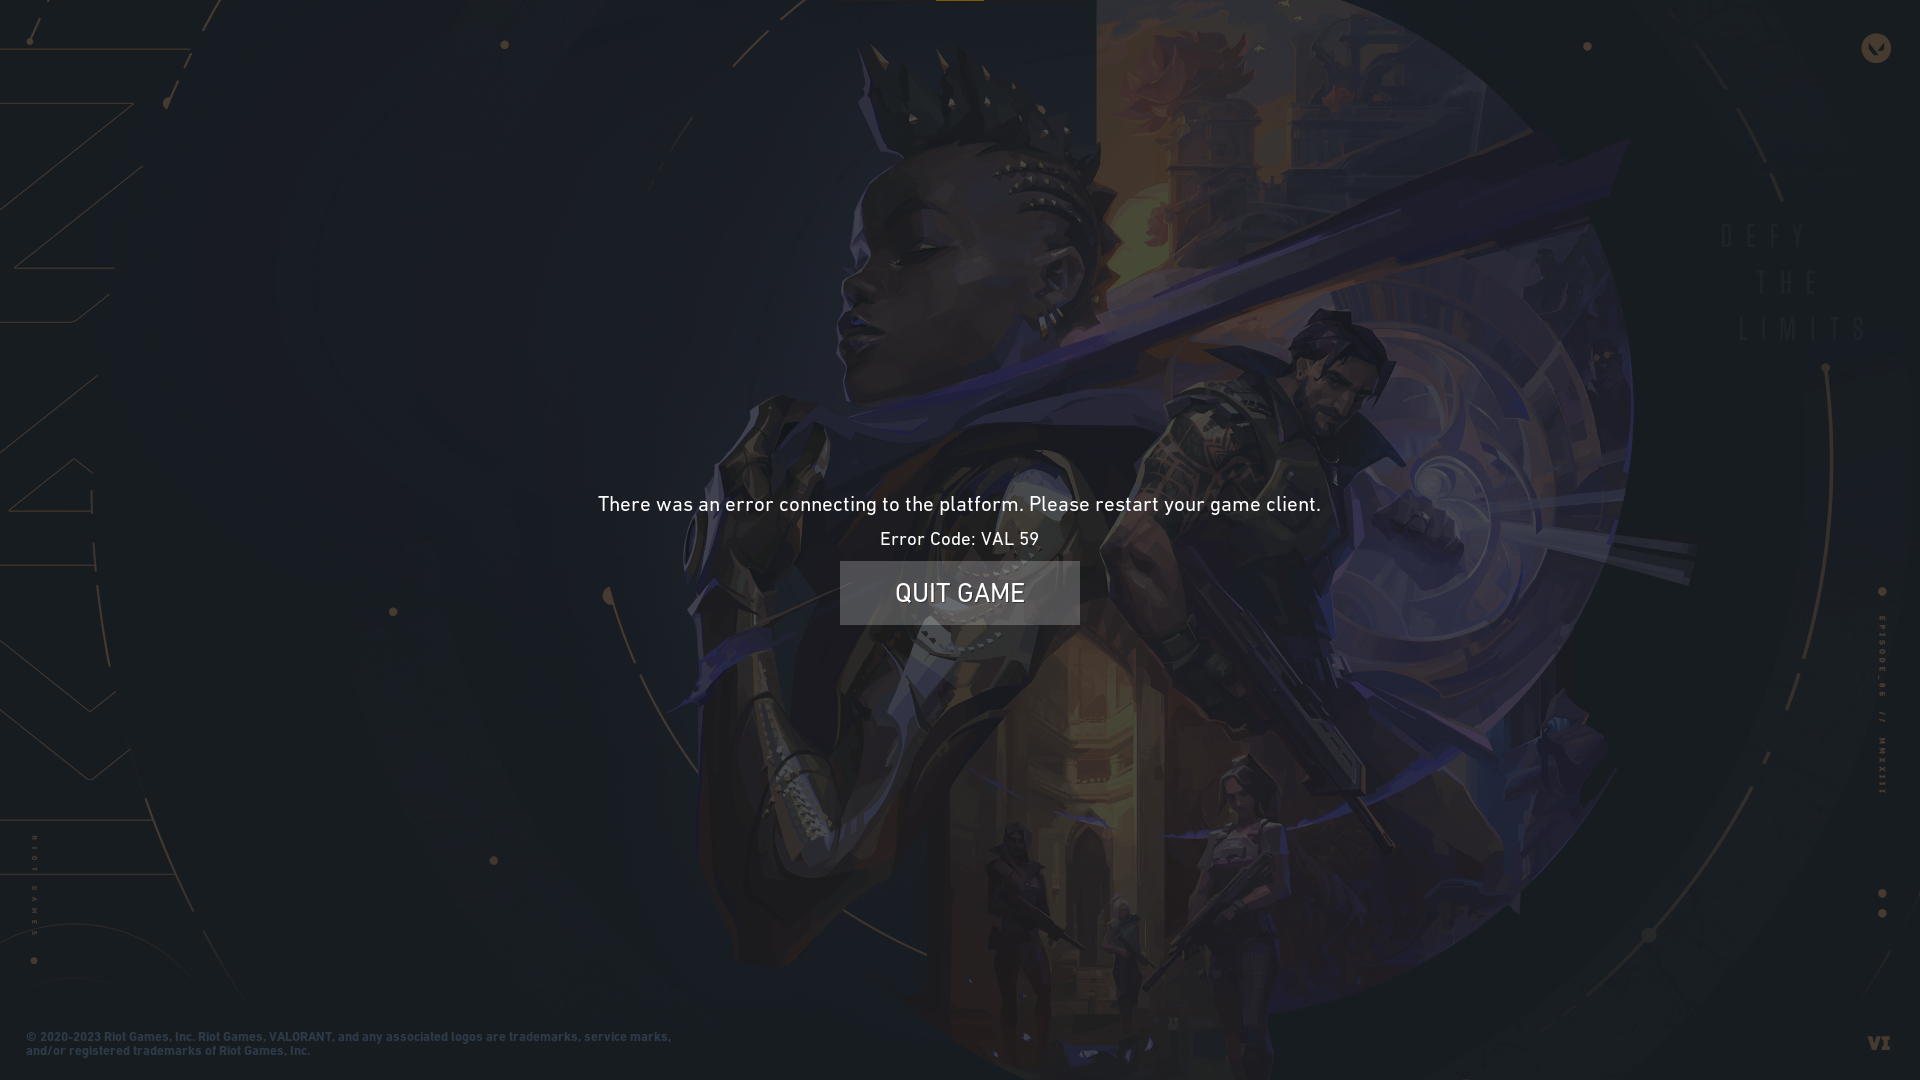 DEFY
THE
LIMITS
There was an error connecting to the platform. Please restart your game client.
Error Code: VAL 59
QUIT GAME
EPISODE_06 // MMXXIII
RIOT GAMES
© 2020-2023 Riot Games, Inc. Riot Games, VALORANT, and any associated logos are trademarks, service marks,
and/or registered trademarks of Riot Games, Inc.
VI